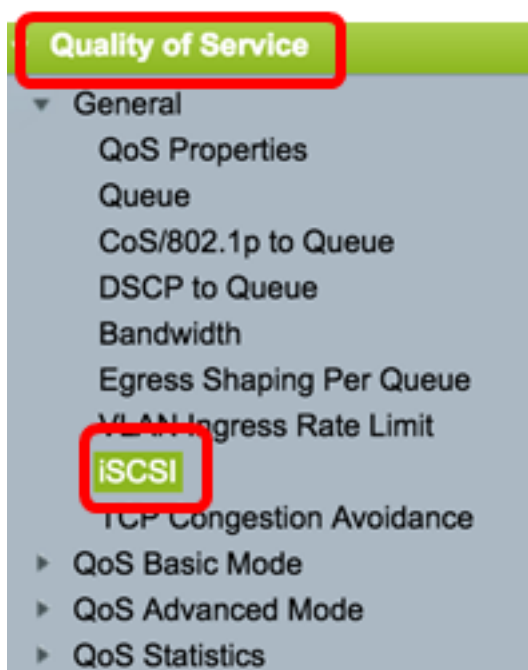 Quality of Service
General
QoS Properties
Queue
CoS/802.1p to Queue
DSCP to Queue
Bandwidth
Egress Shaping Per Queue
VLAN Ingress Rate Limit
iSCSI
TCP Congestion Avoidance
QoS Basic Mode
QoS Advanced Mode
QoS Statistics